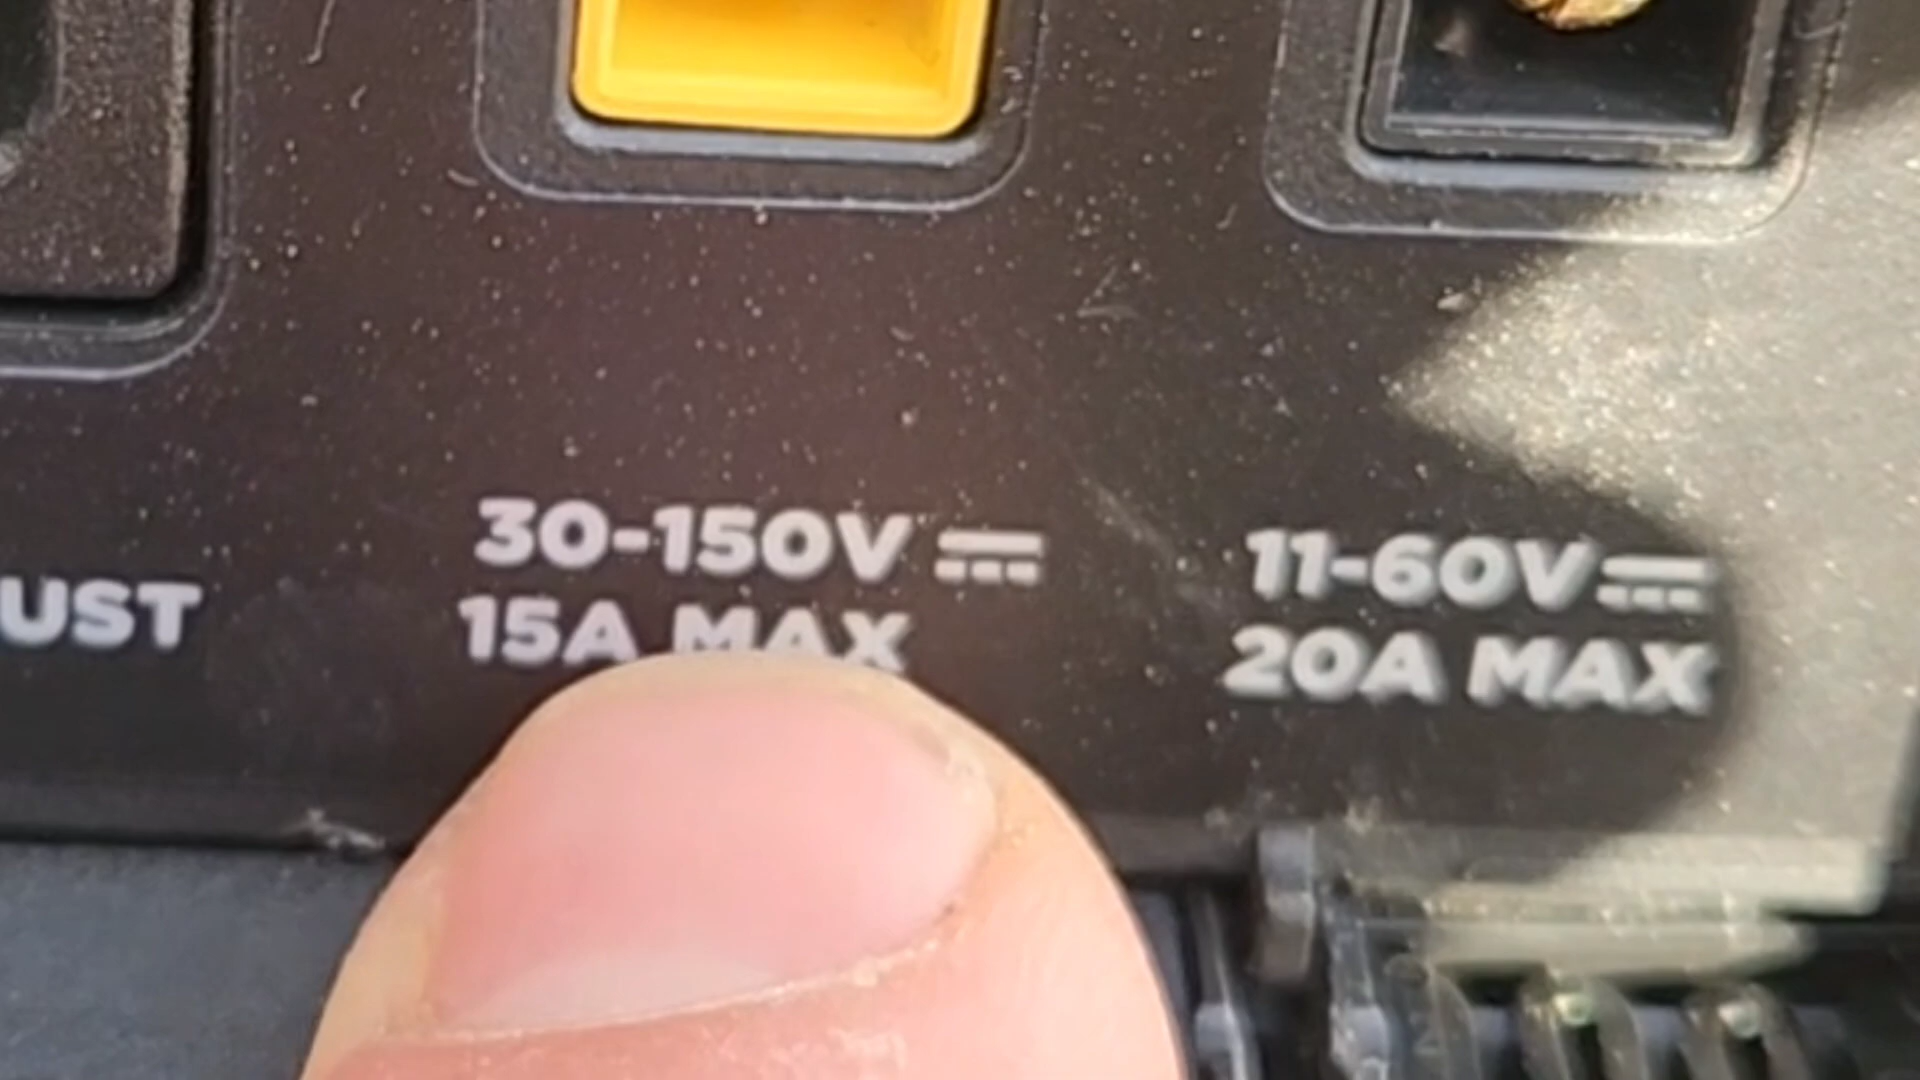 UST
30-150V ⎓
15A MAX
11-60V ⎓
20A MAX